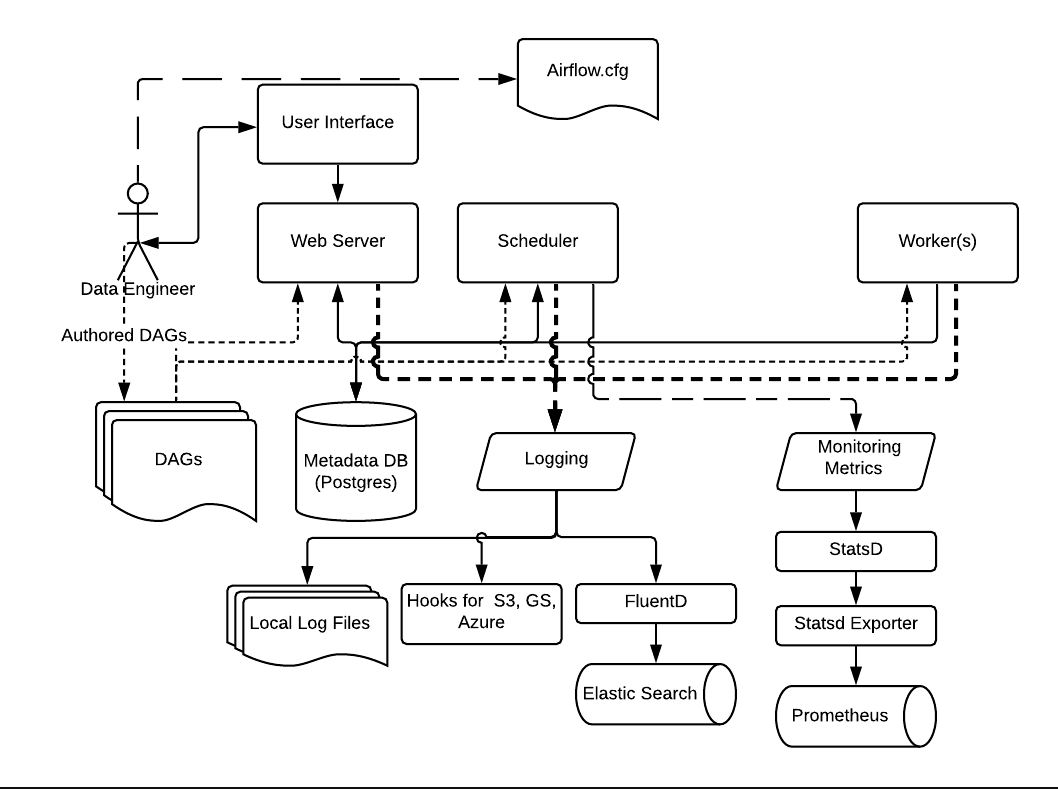 Airflow.cfg
User Interface
Web Server
Scheduler
Worker(s)
Data Engineer
Authored DAGs
DAGs
Metadata DB
(Postgres)
Logging
Monitoring
Metrics
StatsD
Local Log Files
Hooks for S3, GS,
Azure
FluentD
Statsd Exporter
Elastic Search
Prometheus